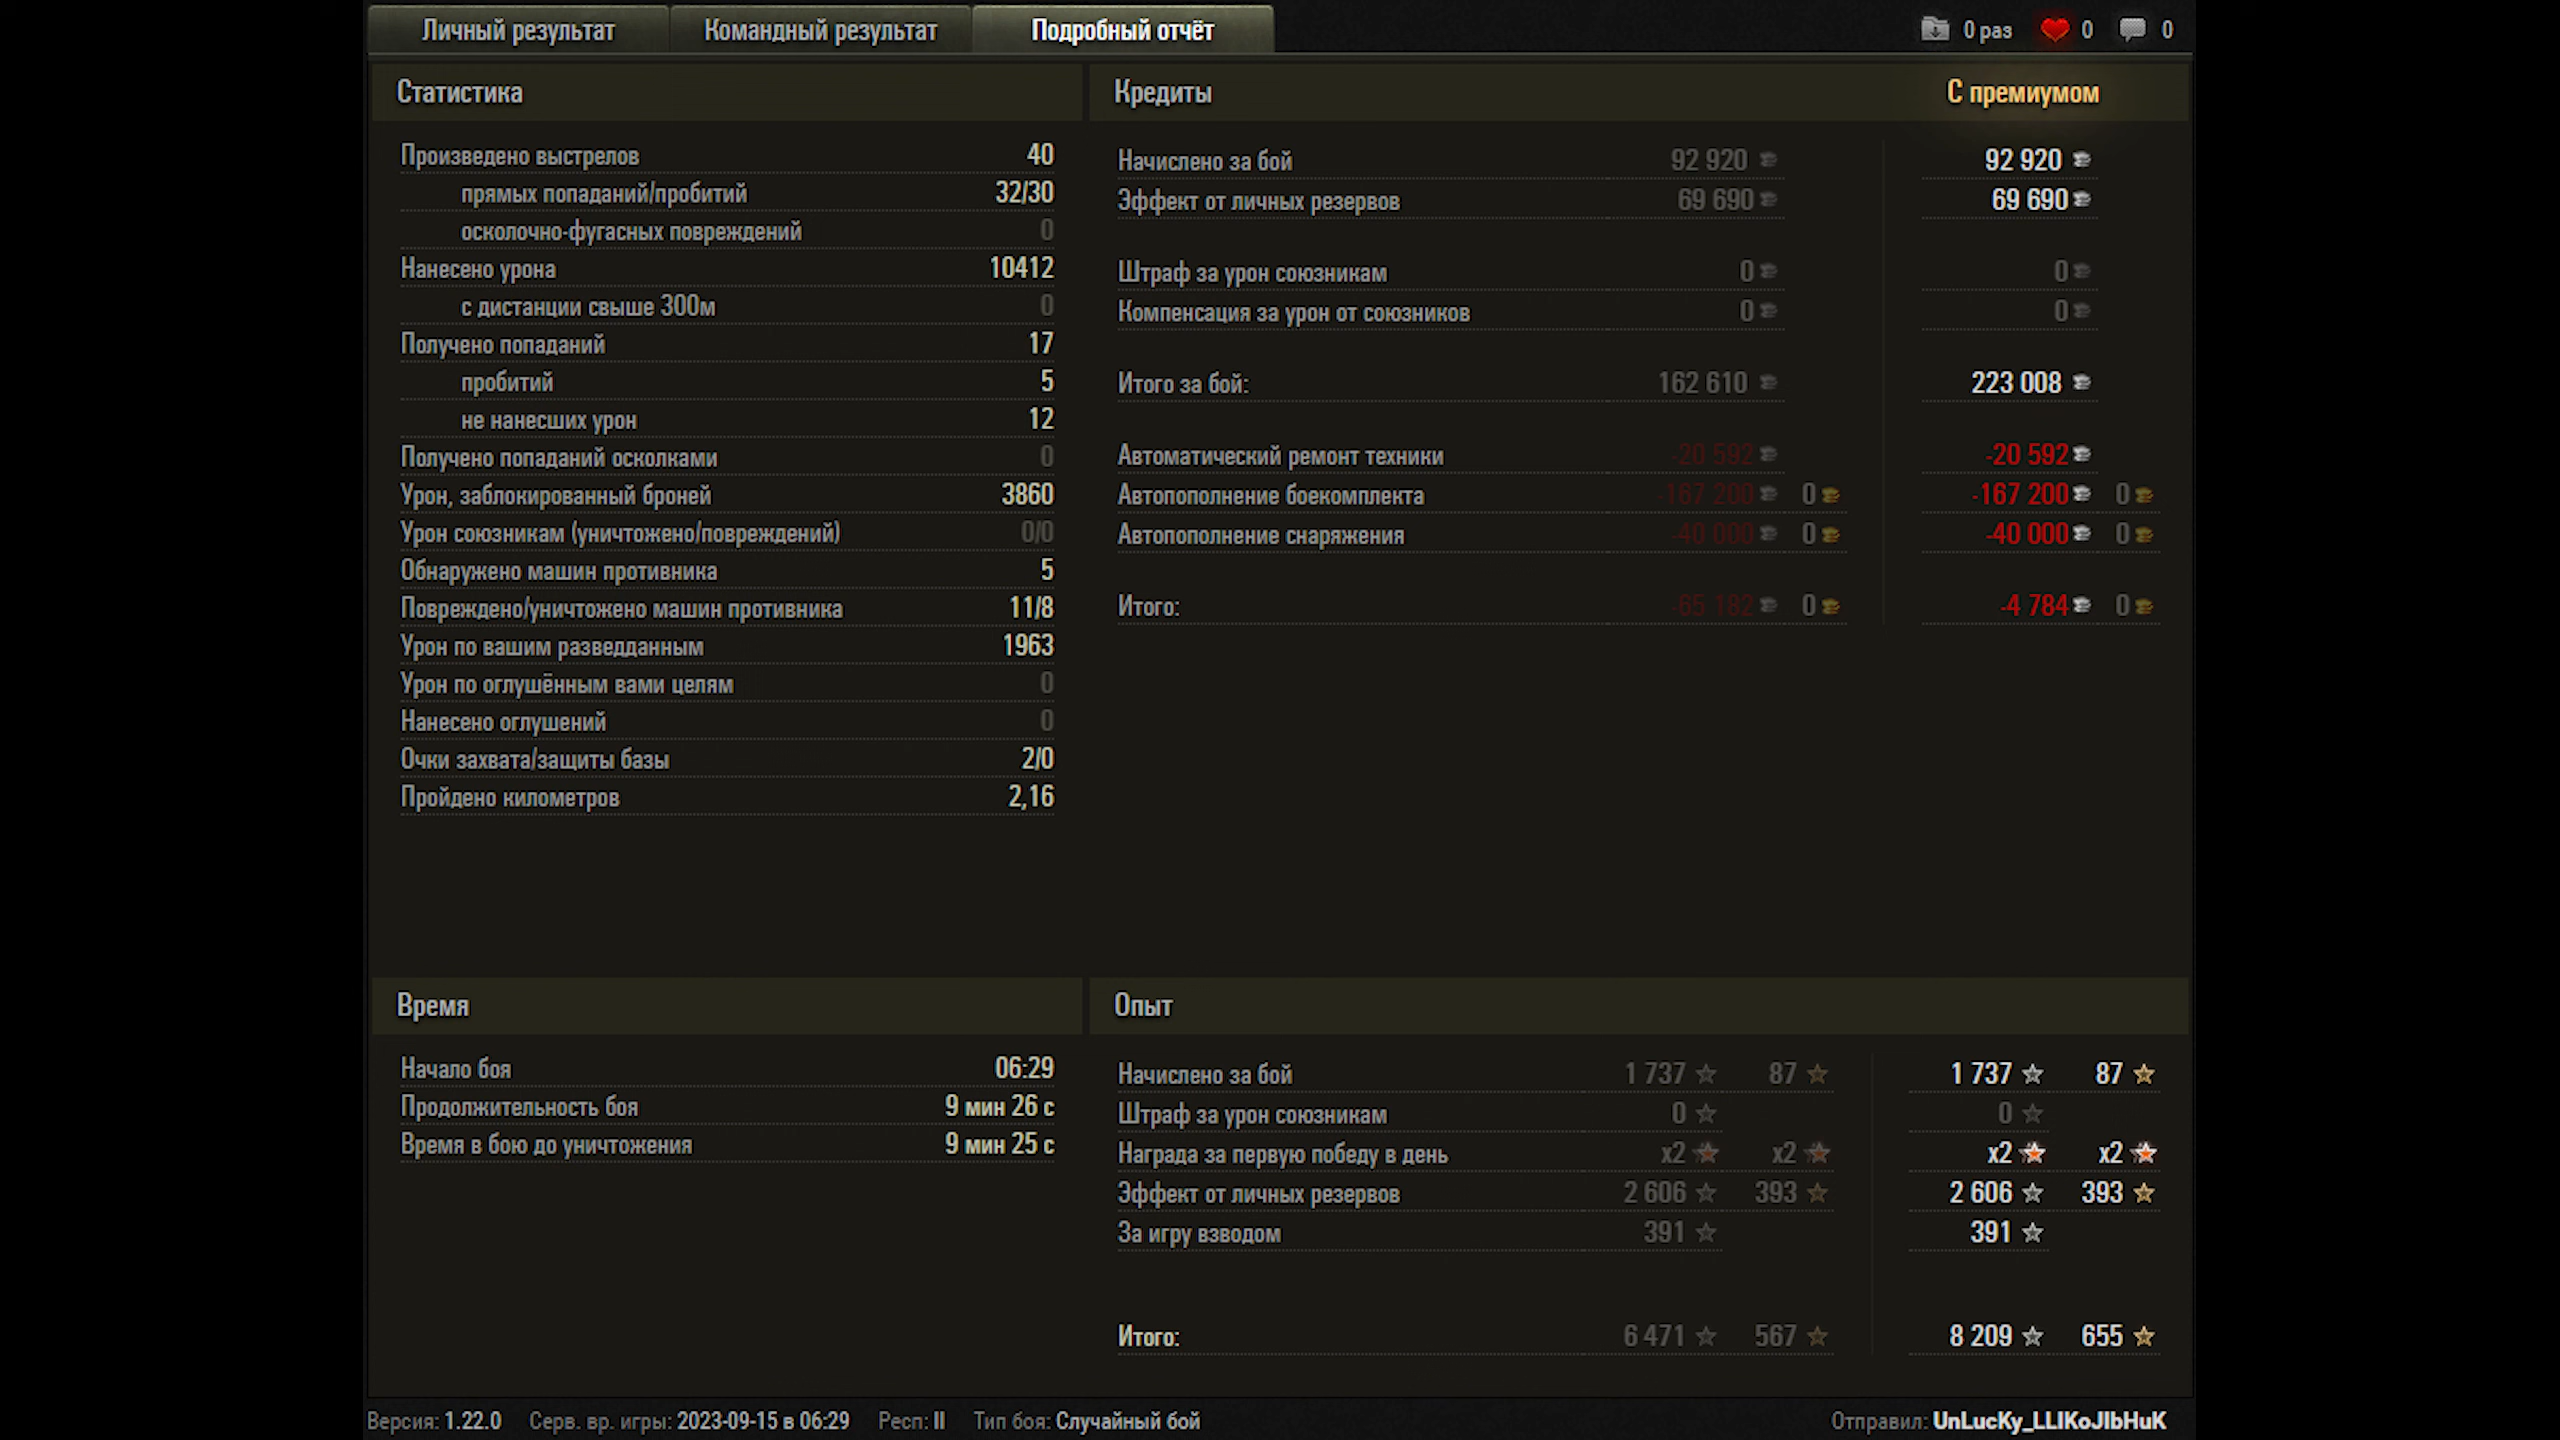 Личный результат Командный результат Подробный отчёт 0 раз 0 0
Статистика
Произведено выстрелов 40
прямых попаданий/пробитий 32/30
осколочно-фугасных повреждений 0
Нанесено урона 10412
с дистанции свыше 300м 0
Получено попаданий 17
пробитий 5
не нанесших урон 12
Получено попаданий осколками 0
Урон, заблокированный броней 3860
Урон союзникам (уничтожено/повреждений) 0/0
Обнаружено машин противника 5
Повреждено/уничтожено машин противника 11/8
Урон по вашим разведданным 1963
Урон по оглушённым вами целям 0
Нанесено оглушений 0
Очки захвата/защиты базы 2/0
Пройдено километров 2,16
Кредиты С премиумом
Начислено за бой 92 920 92 920
Эффект от личных резервов 69 690 69 690
Штраф за урон союзникам 0 0
Компенсация за урон от союзников 0 0
Итого за бой: 162 610 223 008
Автоматический ремонт техники -20 592 -20 592
Автопополнение боекомплекта -167 200 0 -167 200 0
Автопополнение снаряжения -40 000 0 -40 000 0
Итого: -65 182 0 -4 784 0
Время
Начало боя 06:29
Продолжительность боя 9 мин 26 с
Время в бою до уничтожения 9 мин 25 с
Опыт
Начислено за бой 1 737 87 1 737 87
Штраф за урон союзникам 0 0
Награда за первую победу в день x2 x2 x2 x2
Эффект от личных резервов 2 606 393 2 606 393
За игру взводом 391 391
Итого: 6 471 567 8 209 655
Версия: 1.22.0 Серв. вр. игры: 2023-09-15 в 06:29 Респ: II Тип боя: Случайный бой Отправил: UnLucKy_LLIKoJIbHuK